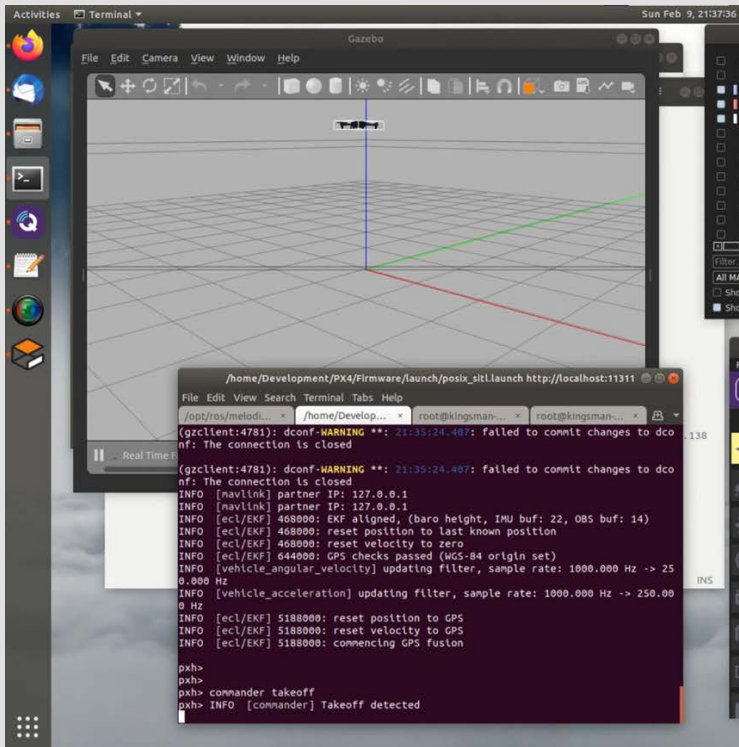 Activities
Terminal
Sun Feb 9, 21:37:36
Gazebo
File Edit Camera View Window Help
Filter:
All MA
Sho
Sho
Real Time F
.138
INS
/home/Development/PX4/Firmware/launch/posix_sitl.launch http://localhost:11311
File Edit View Search Terminal Tabs Help
/opt/ros/melodi... × /home/Develop... × root@kingsman-... × root@kingsman-... ×
(gzclient:4781): dconf-WARNING **: 21:35:24.407: failed to commit changes to dco
nf: The connection is closed
(gzclient:4781): dconf-WARNING **: 21:35:24.407: failed to commit changes to dco
nf: The connection is closed
INFO [mavlink] partner IP: 127.0.0.1
INFO [mavlink] partner IP: 127.0.0.1
INFO [ecl/EKF] 468000: EKF aligned, (baro height, IMU buf: 22, OBS buf: 14)
INFO [ecl/EKF] 468000: reset position to last known position
INFO [ecl/EKF] 468000: reset velocity to zero
INFO [ecl/EKF] 644000: GPS checks passed (WGS-84 origin set)
INFO [vehicle_angular_velocity] updating filter, sample rate: 1000.000 Hz -> 25
0.000 Hz
INFO [vehicle_acceleration] updating filter, sample rate: 1000.000 Hz -> 250.00
0 Hz
INFO [ecl/EKF] 5188000: reset position to GPS
INFO [ecl/EKF] 5188000: reset velocity to GPS
INFO [ecl/EKF] 5188000: commencing GPS fusion
pxh>
pxh>
pxh> commander takeoff
pxh> INFO [commander] Takeoff detected